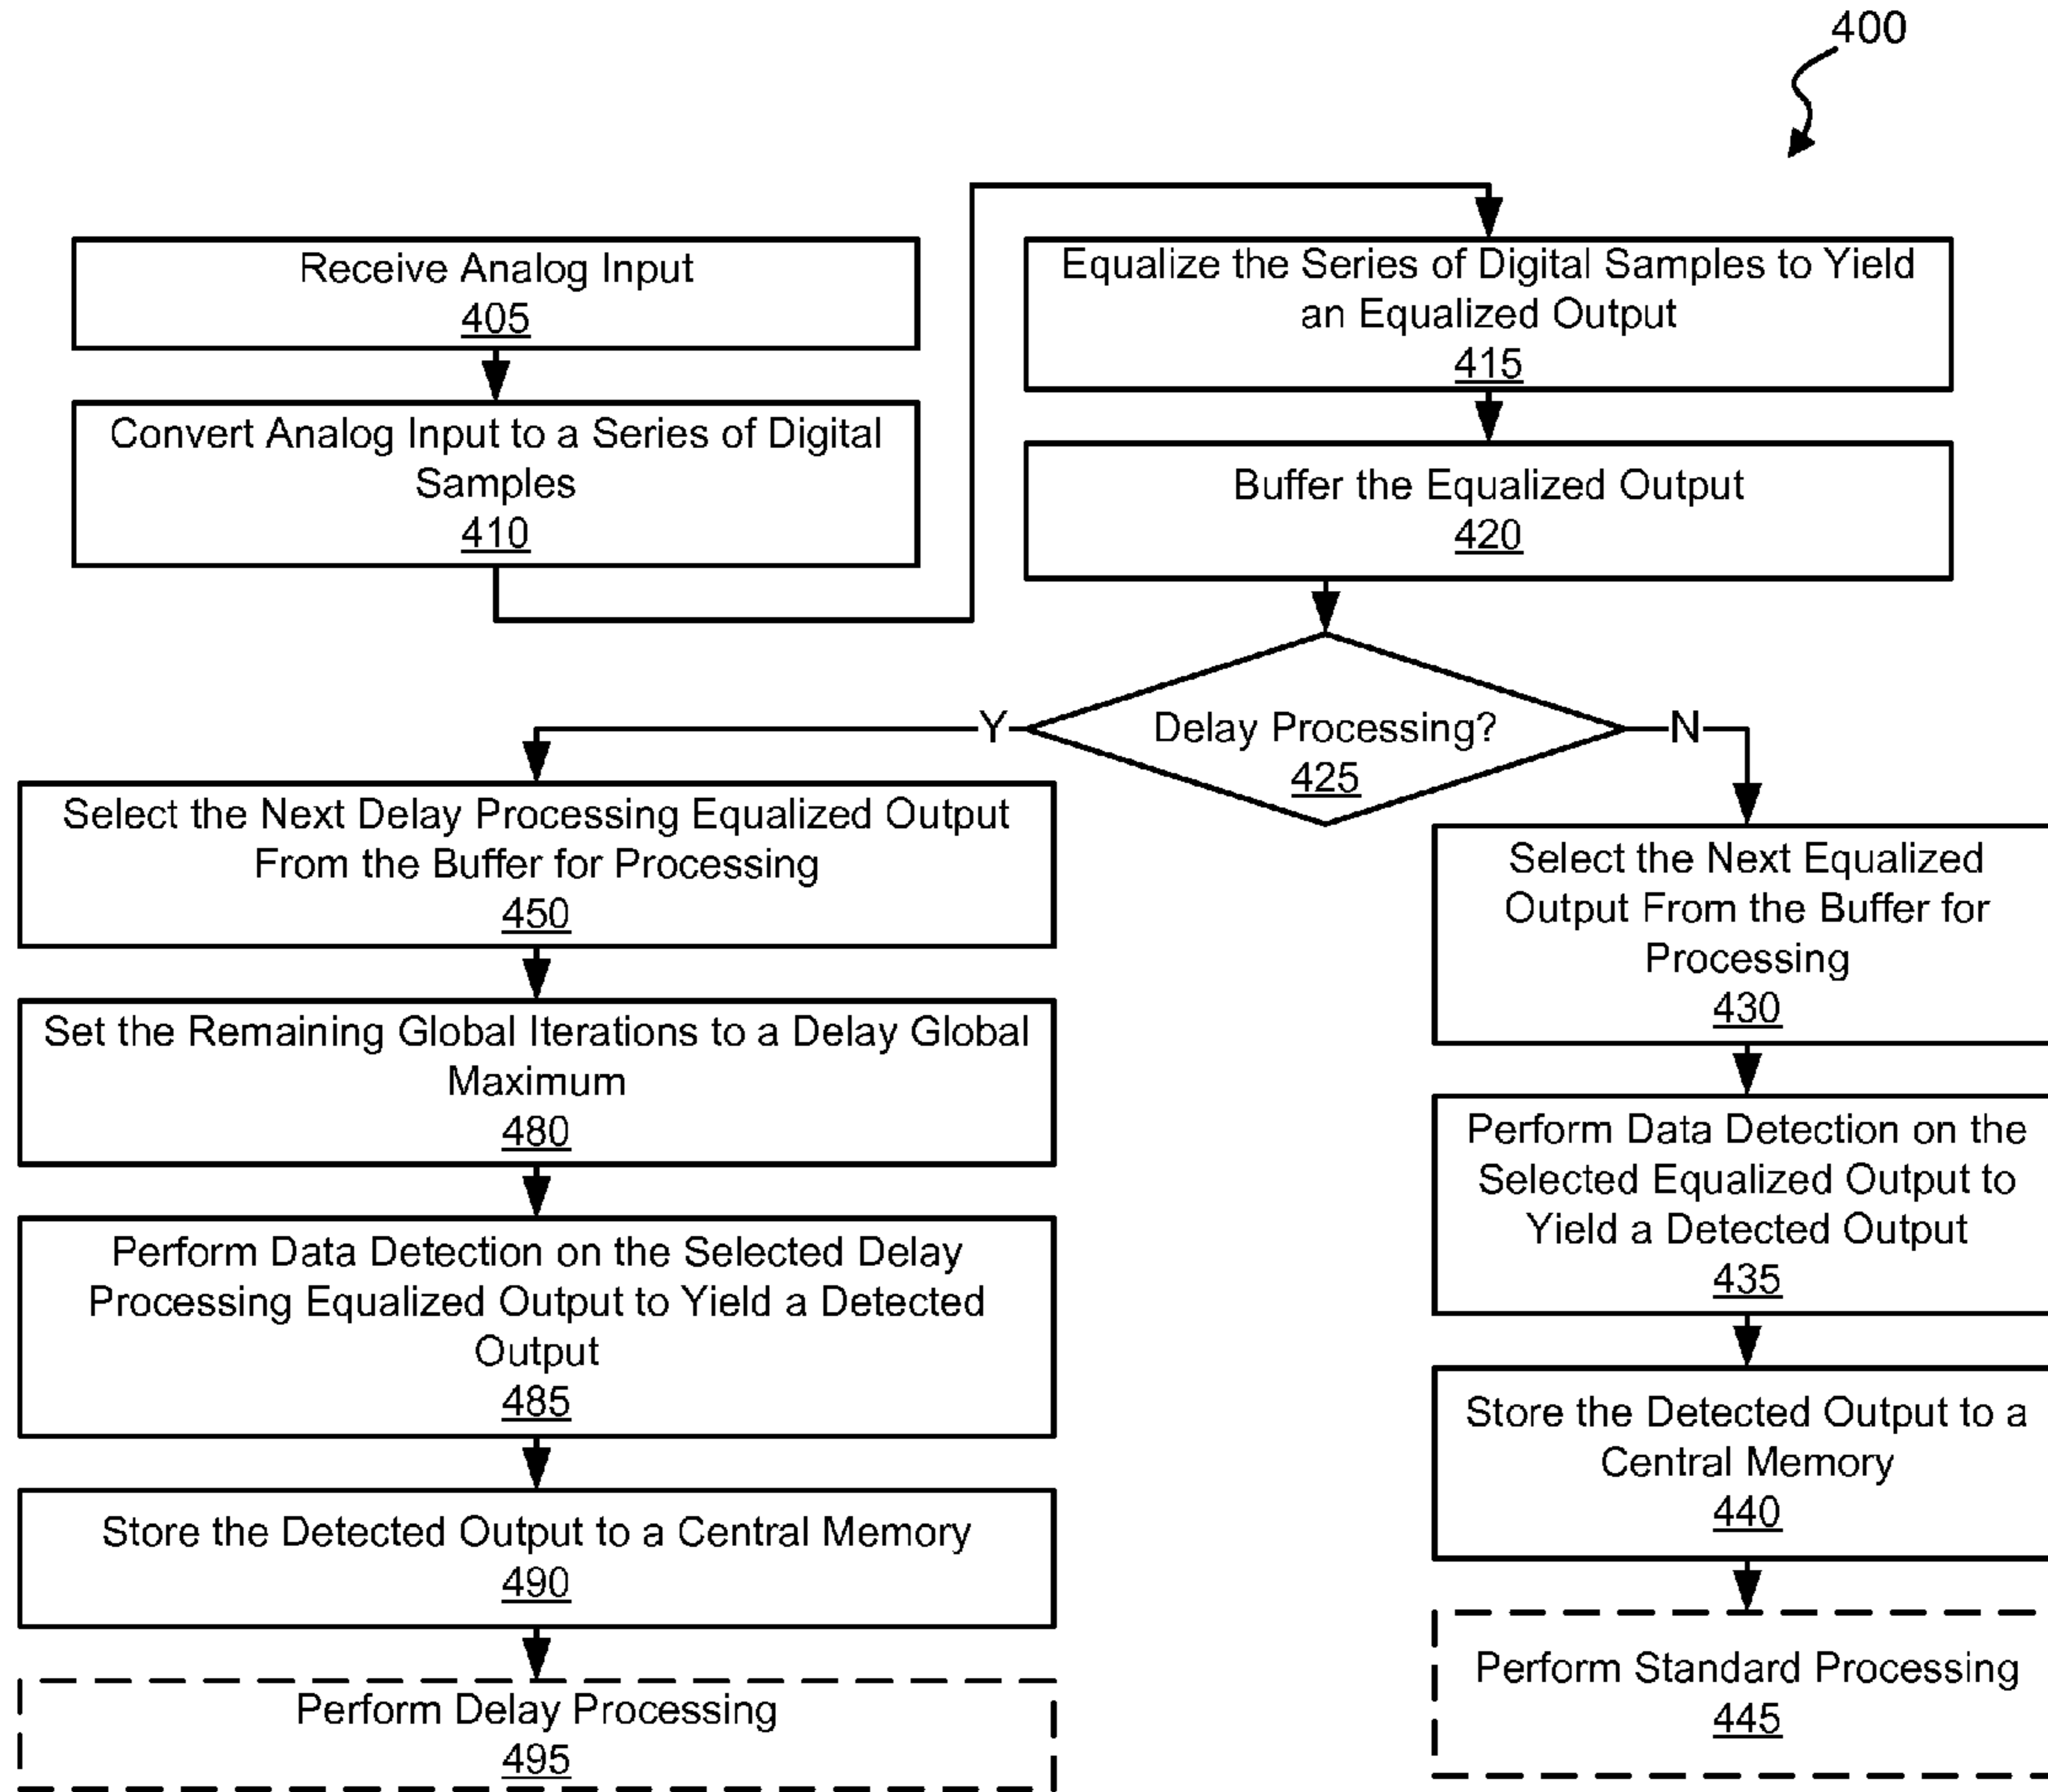 400
Receive Analog Input
405
Convert Analog Input to a Series of Digital
Samples
410
Equalize the Series of Digital Samples to Yield
an Equalized Output
415
Buffer the Equalized Output
420
Delay Processing?
425
Y
N
Select the Next Delay Processing Equalized Output
From the Buffer for Processing
450
Set the Remaining Global Iterations to a Delay Global
Maximum
480
Perform Data Detection on the Selected Delay
Processing Equalized Output to Yield a Detected
Output
485
Store the Detected Output to a Central Memory
490
Perform Delay Processing
495
Select the Next Equalized
Output From the Buffer for
Processing
430
Perform Data Detection on the
Selected Equalized Output to
Yield a Detected Output
435
Store the Detected Output to a
Central Memory
440
Perform Standard Processing
445